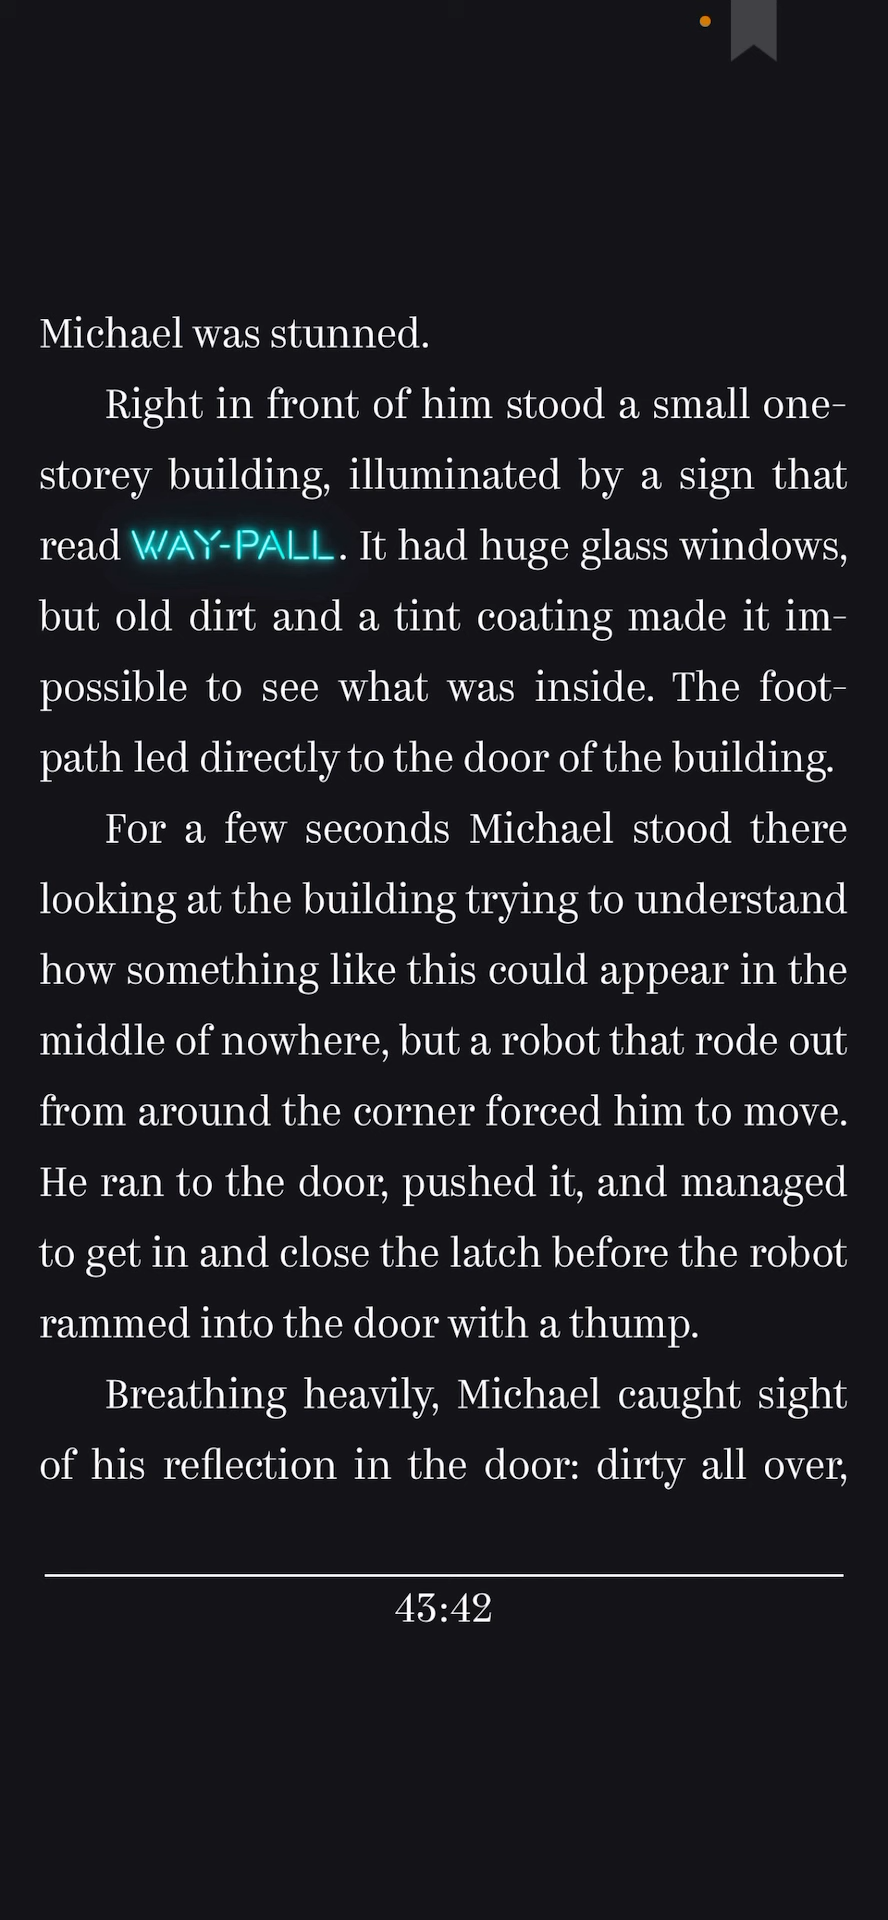 Michael was stunned.
Right in front of him stood a small one-
storey building, illuminated by a sign that
read WAY-PALL. It had huge glass windows,
but old dirt and a tint coating made it im-
possible to see what was inside. The foot-
path led directly to the door of the building.
For a few seconds Michael stood there
looking at the building trying to understand
how something like this could appear in the
middle of nowhere, but a robot that rode out
from around the corner forced him to move.
He ran to the door, pushed it, and managed
to get in and close the latch before the robot
rammed into the door with a thump.
Breathing heavily, Michael caught sight
of his reflection in the door: dirty all over,
43:42